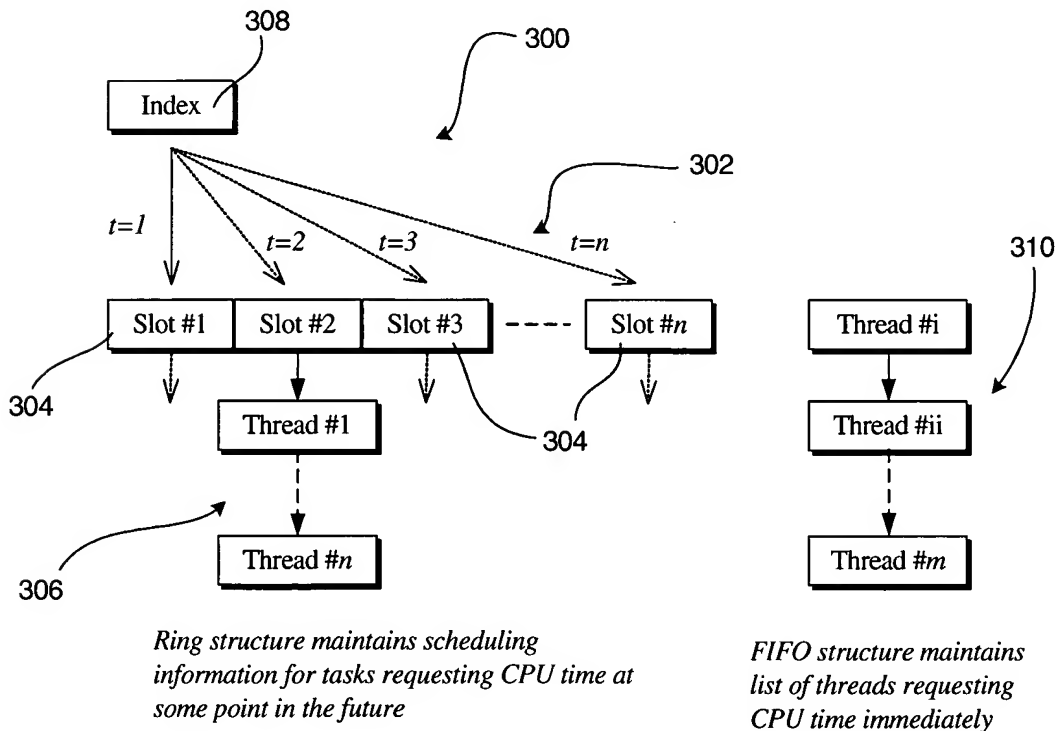 308
300
Index
302
t=1
t=2
t=3
t=n
310
Slot #1 Slot #2 Slot #3 Slot #n Thread #i
304
Thread #1 304 Thread #ii
306
Thread #n Thread #m
Ring structure maintains scheduling
information for tasks requesting CPU time at
some point in the future
FIFO structure maintains
list of threads requesting
CPU time immediately